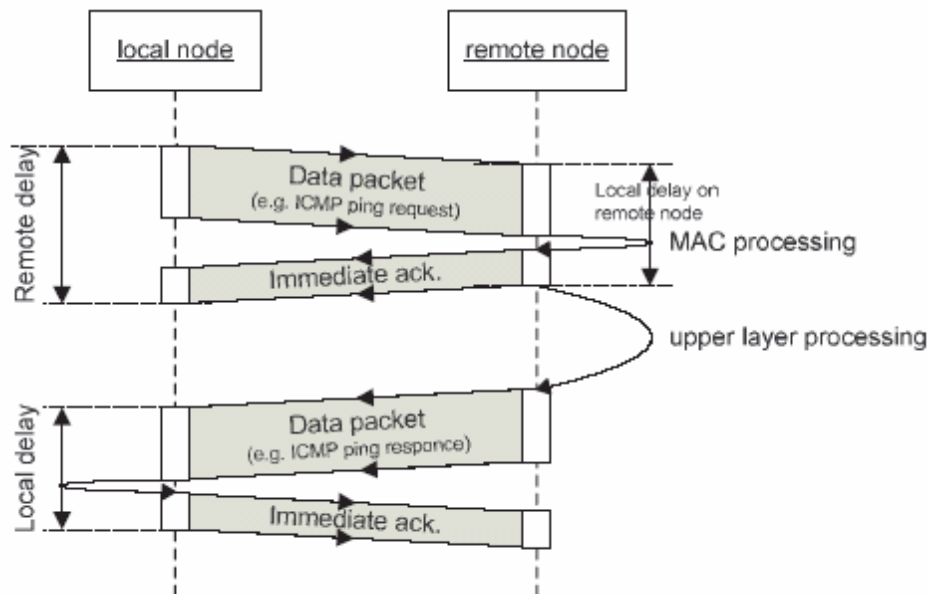 local node
remote node
Remote delay
Data packet
(e.g. ICMP ping request)
Local delay on
remote node
MAC processing
Immediate ack.
upper layer processing
Local delay
Data packet
(e.g. ICMP ping responce)
Immediate ack.